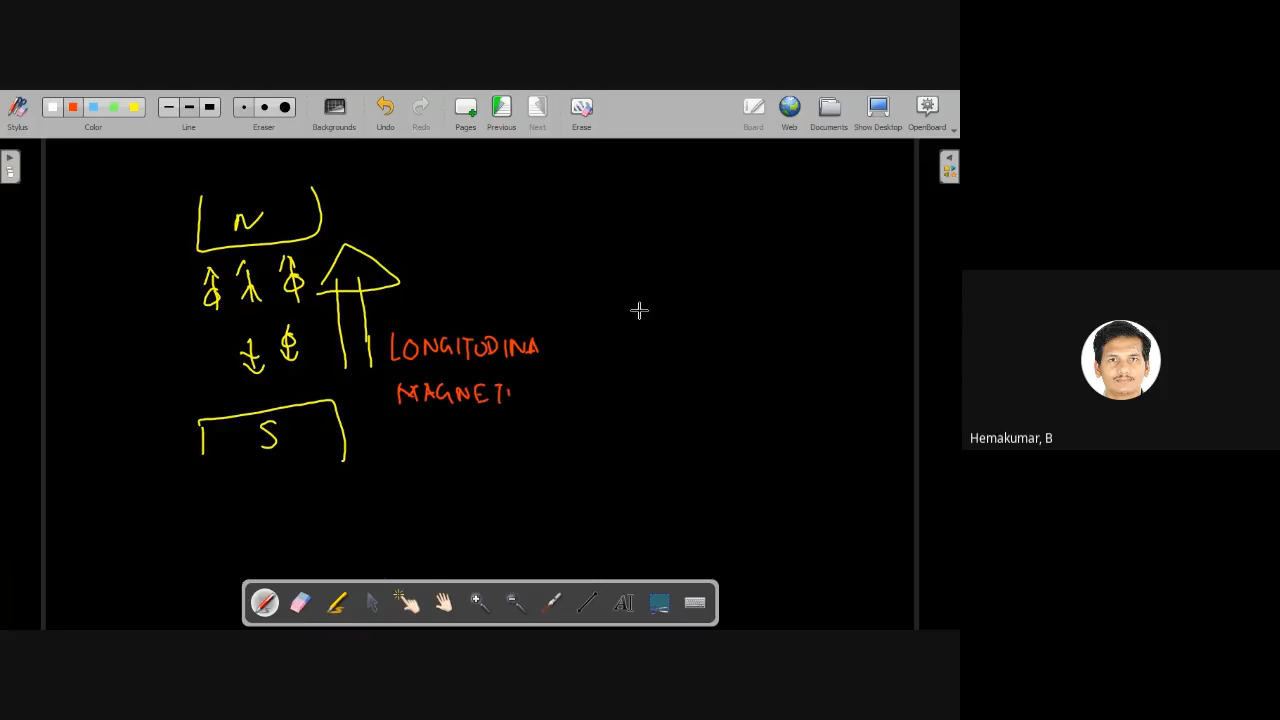 Stylus
Color
Line
Eraser
Backgrounds
Undo
Redo
Pages
Previous
Next
Erase
Board
Web
Documents
Show Desktop
OpenBoard
N
LONGITUDINA
MAGNETI
S
AI
Hemakumar, B